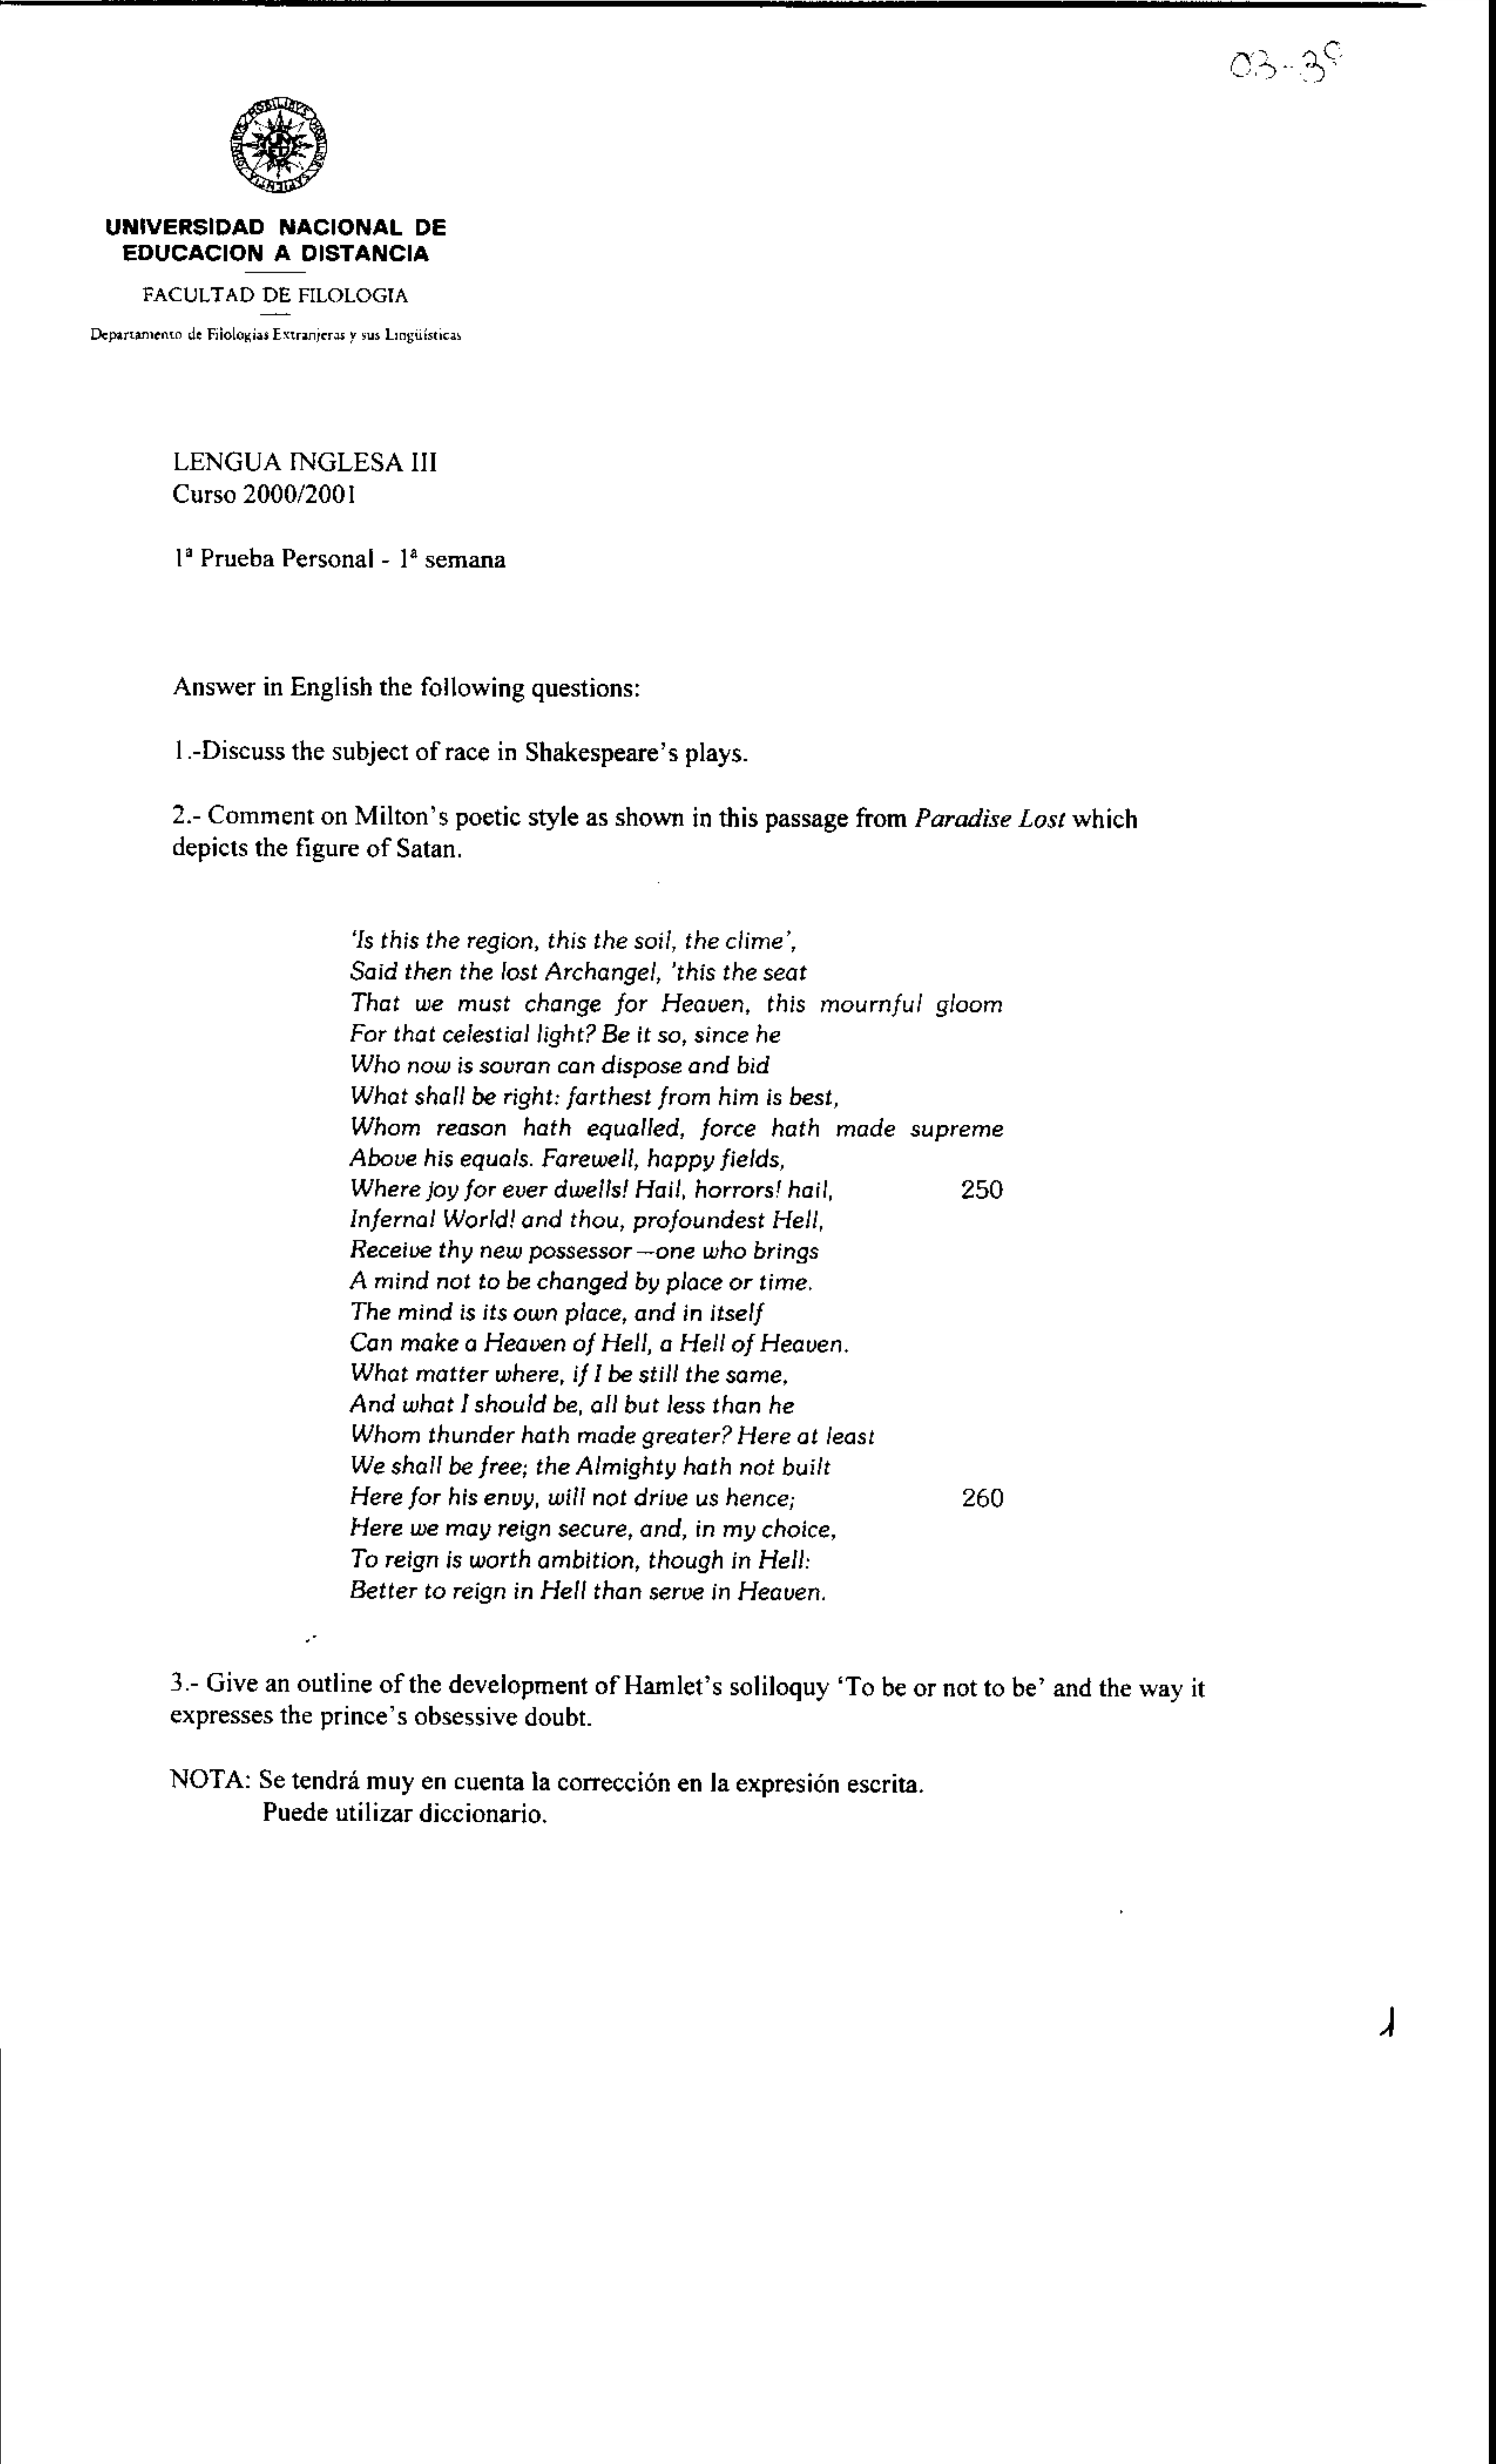 03-3º
UNIVERSIDAD NACIONAL DE
EDUCACION A DISTANCIA
FACULTAD DE FILOLOGIA
Departamento de Filologías Extranjeras y sus Lingüísticas
LENGUA INGLESA III
Curso 2000/2001
1ª Prueba Personal - 1ª semana
Answer in English the following questions:
1.-Discuss the subject of race in Shakespeare's plays.
2.- Comment on Milton's poetic style as shown in this passage from Paradise Lost which
depicts the figure of Satan.
'Is this the region, this the soil, the clime',
Said then the lost Archangel, 'this the seat
That we must change for Heaven, this mournful gloom
For that celestial light? Be it so, since he
Who now is sovran can dispose and bid
What shall be right: farthest from him is best,
Whom reason hath equalled, force hath made supreme
Above his equals. Farewell, happy fields,
Where joy for ever dwells! Hail, horrors! hail, 250
Infernal World! and thou, profoundest Hell,
Receive thy new possessor—one who brings
A mind not to be changed by place or time.
The mind is its own place, and in itself
Can make a Heaven of Hell, a Hell of Heaven.
What matter where, if I be still the same,
And what I should be, all but less than he
Whom thunder hath made greater? Here at least
We shall be free; the Almighty hath not built
Here for his envy, will not drive us hence; 260
Here we may reign secure, and, in my choice,
To reign is worth ambition, though in Hell:
Better to reign in Hell than serve in Heaven.
3.- Give an outline of the development of Hamlet's soliloquy 'To be or not to be' and the way it
expresses the prince's obsessive doubt.
NOTA: Se tendrá muy en cuenta la corrección en la expresión escrita.
Puede utilizar diccionario.
1